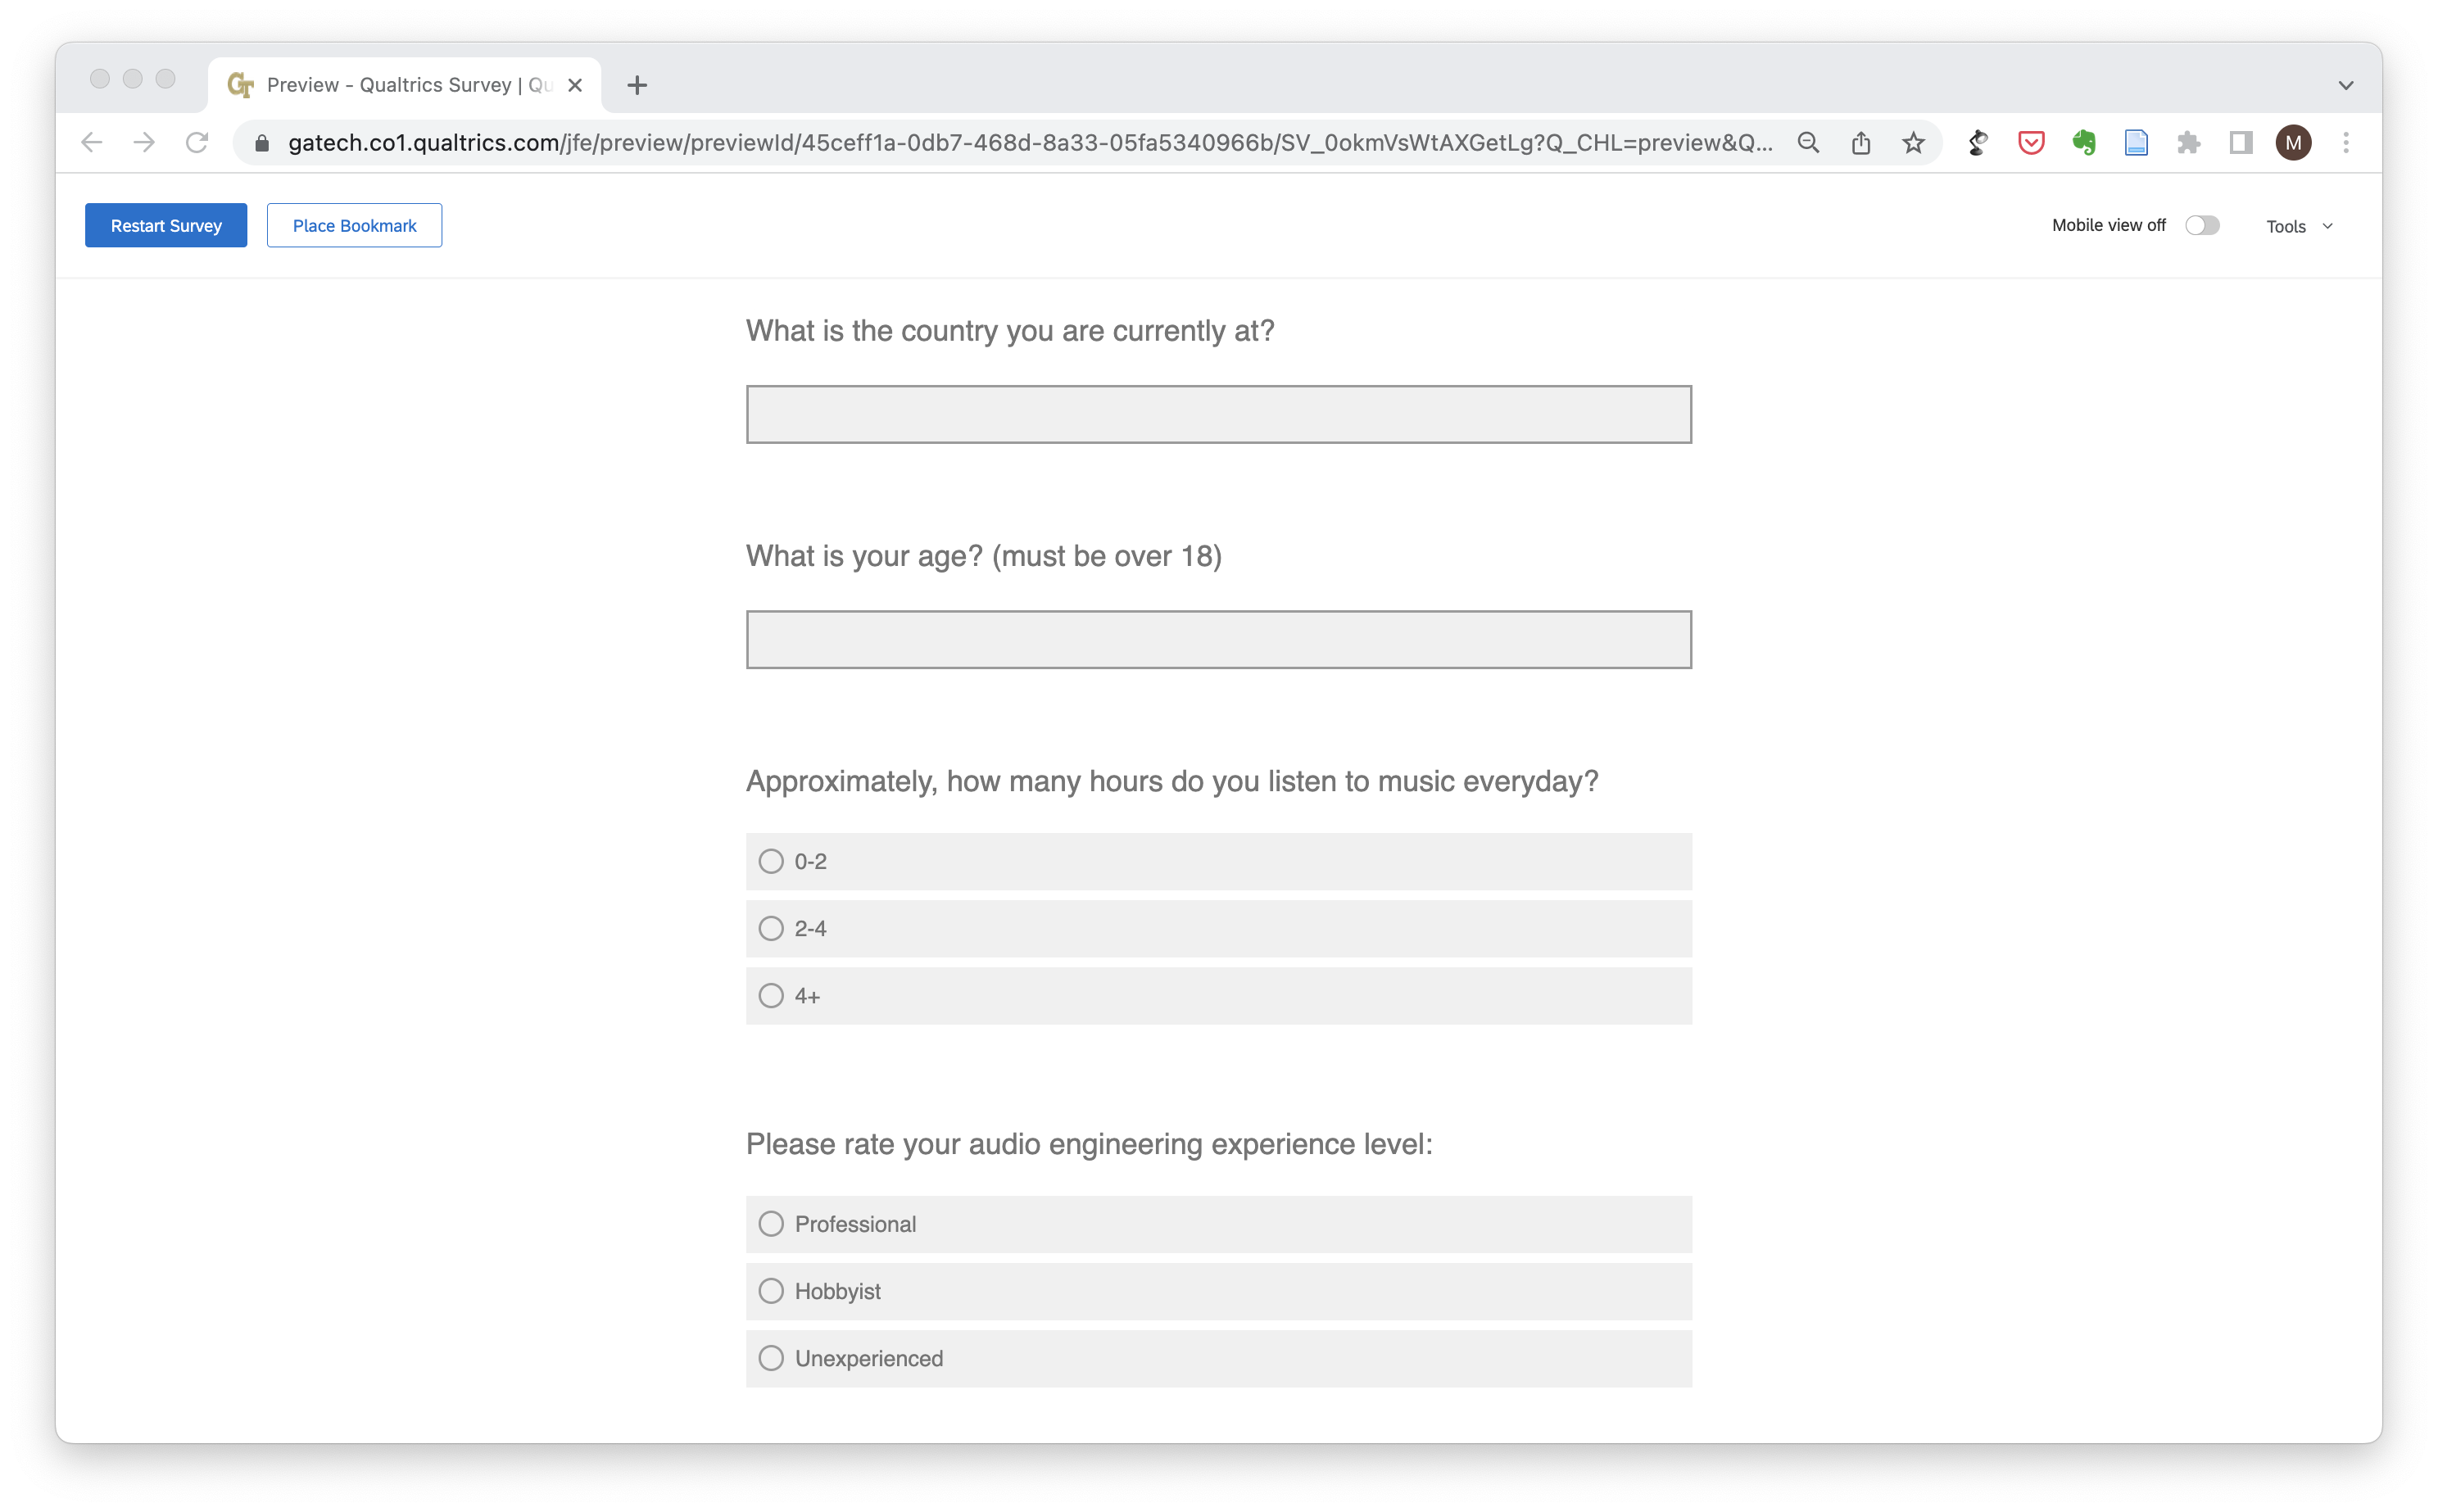 GT Preview - Qualtrics Survey | Qu
gatech.co1.qualtrics.com/jfe/preview/previewId/45ceff1a-0db7-468d-8a33-05fa5340966b/SV_0okmVsWtAXGetLg?Q_CHL=preview&Q... M
Restart Survey Place Bookmark Mobile view off Tools
What is the country you are currently at?
What is your age? (must be over 18)
Approximately, how many hours do you listen to music everyday?
0-2
2-4
4+
Please rate your audio engineering experience level:
Professional
Hobbyist
Unexperienced